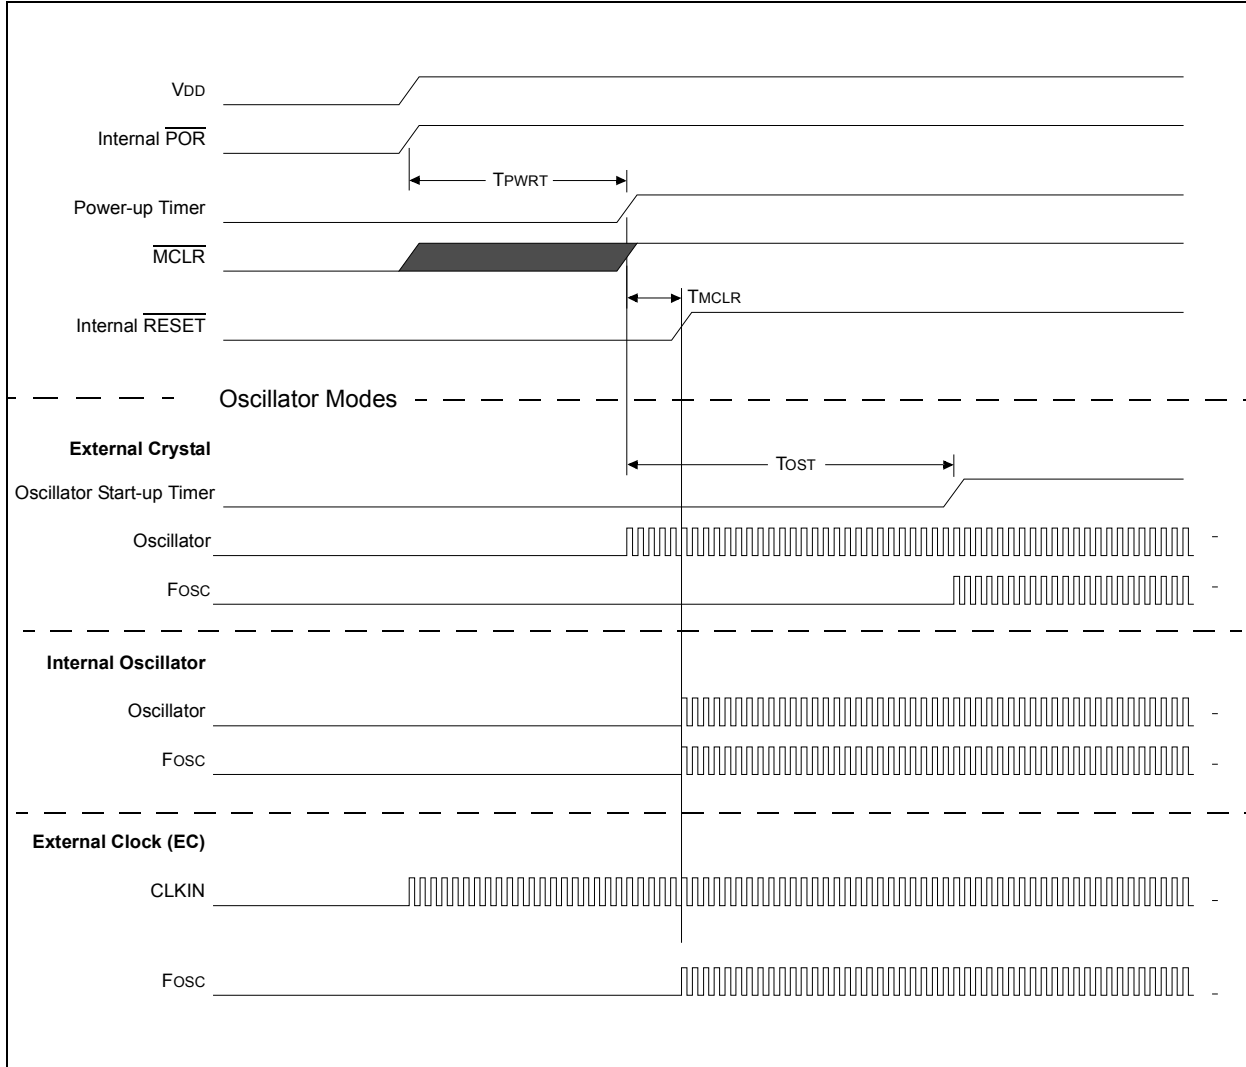 VDD
Internal POR
TPWRT
Power-up Timer
MCLR
TMCLR
Internal RESET
Oscillator Modes
External Crystal
TOST
Oscillator Start-up Timer
Oscillator
FOSC
Internal Oscillator
Oscillator
FOSC
External Clock (EC)
CLKIN
FOSC